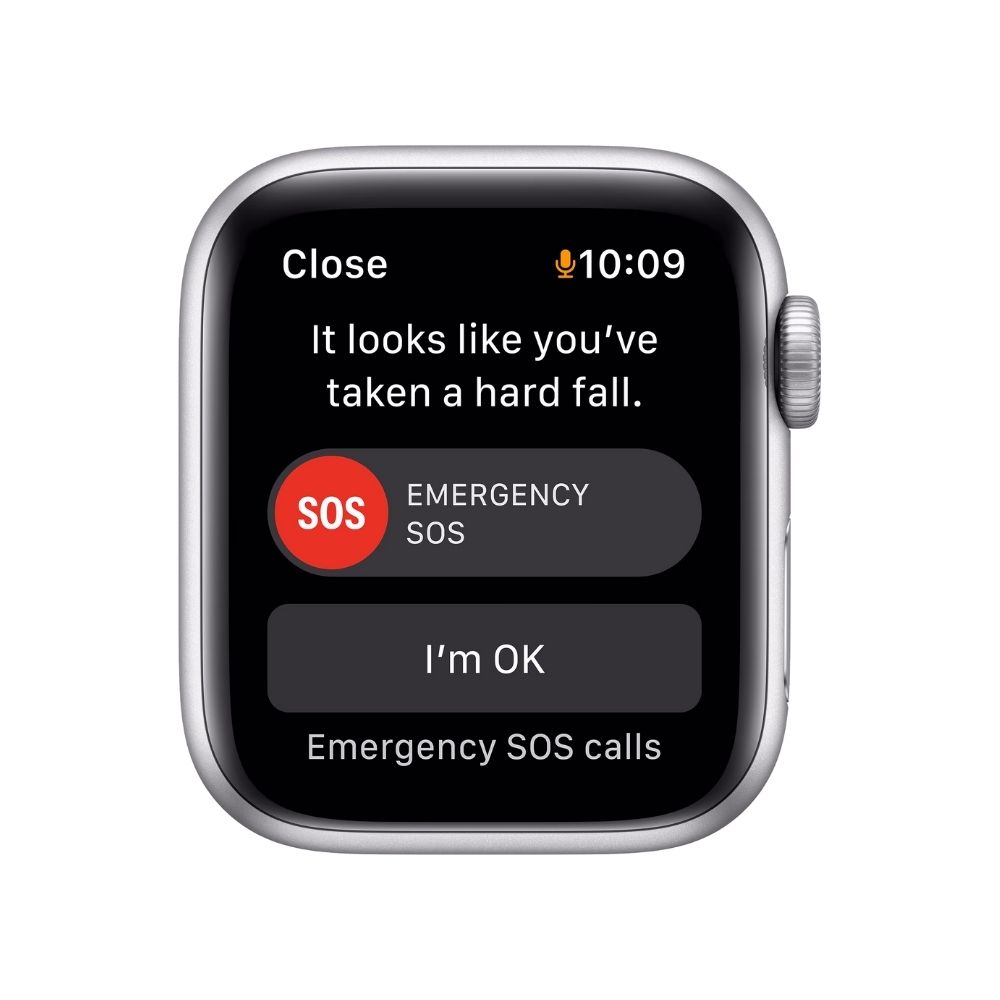 Close 10:09
It looks like you’ve
taken a hard fall.
SOS EMERGENCY
SOS
I’m OK
Emergency SOS calls